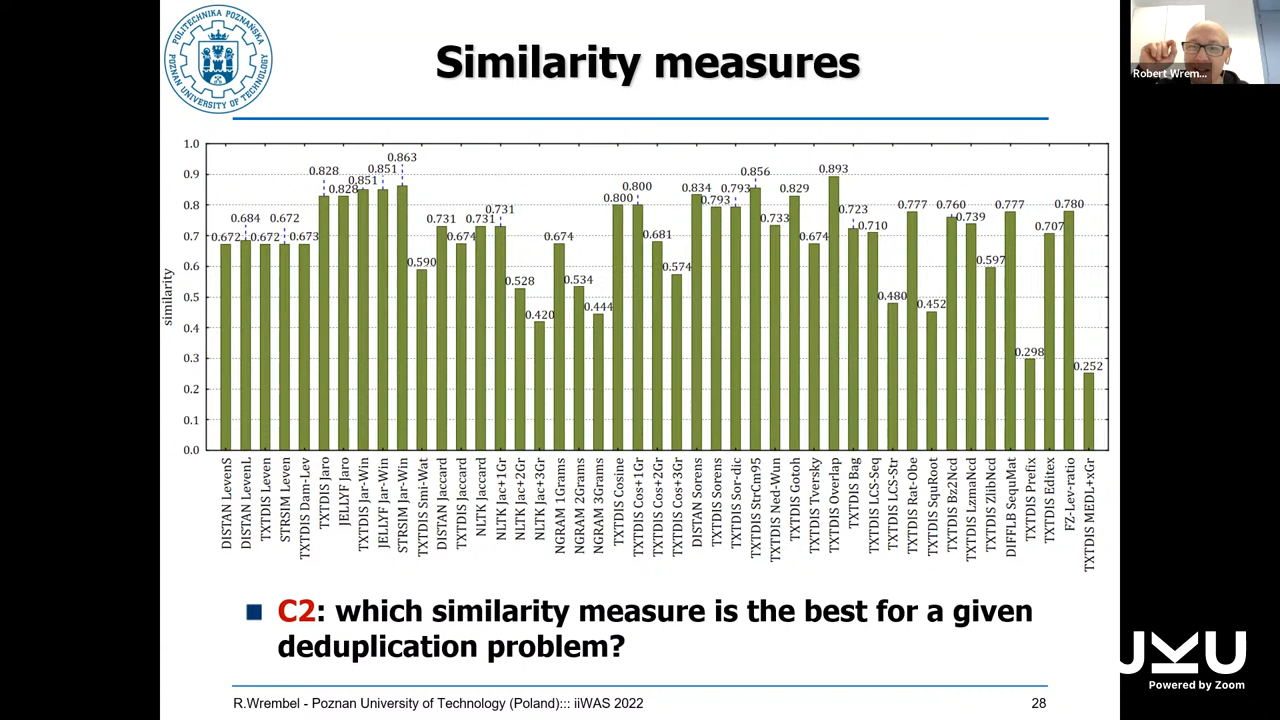 POLITECHNIKA POZNAŃSKA
POZNAN UNIVERSITY OF TECHNOLOGY
Similarity measures
Robert Wrem...
similarity
1.0
0.9
0.8
0.7
0.6
0.5
0.4
0.3
0.2
0.1
0.0
0.672
0.684
0.672
0.672
0.673
0.828
0.828
0.851
0.851
0.863
0.590
0.731
0.674
0.731
0.731
0.528
0.420
0.674
0.534
0.444
0.800
0.800
0.681
0.574
0.834
0.793
0.793
0.856
0.733
0.829
0.674
0.893
0.723
0.710
0.480
0.777
0.452
0.760
0.739
0.597
0.777
0.298
0.707
0.780
0.252
DISTAN LevenS
DISTAN LevenL
TXTDIS Leven
STRSIM Leven
TXTDIS Dam-Lev
TXTDIS Jaro
JELLYF Jaro
TXTDIS Jar-Win
JELLYF Jar-Win
STRSIM Jar-Win
TXTDIS Smi-Wat
DISTAN Jaccard
TXTDIS Jaccard
NLTK Jaccard
NLTK Jac+1Gr
NLTK Jac+2Gr
NLTK Jac+3Gr
NGRAM 1Grams
NGRAM 2Grams
NGRAM 3Grams
TXTDIS Cosine
TXTDIS Cos+1Gr
TXTDIS Cos+2Gr
TXTDIS Cos+3Gr
DISTAN Sorens
TXTDIS Sorens
TXTDIS Sor-dic
TXTDIS StrCm95
TXTDIS Ned-Wun
TXTDIS Gotoh
TXTDIS Tversky
TXTDIS Overlap
TXTDIS Bag
TXTDIS LCS-Seq
TXTDIS LCS-Str
TXTDIS Rat-Obe
TXTDIS SquRoot
TXTDIS Bz2Ncd
TXTDIS LzmaNcd
TXTDIS ZlibNcd
DIFFLB SequMat
TXTDIS Prefix
TXTDIS Editex
FZ-Lev-ratio
TXTDIS MEDL+xGr
C2: which similarity measure is the best for a given
deduplication problem?
R.Wrembel - Poznan University of Technology (Poland)::: iiWAS 2022
28
JKU
Powered by Zoom